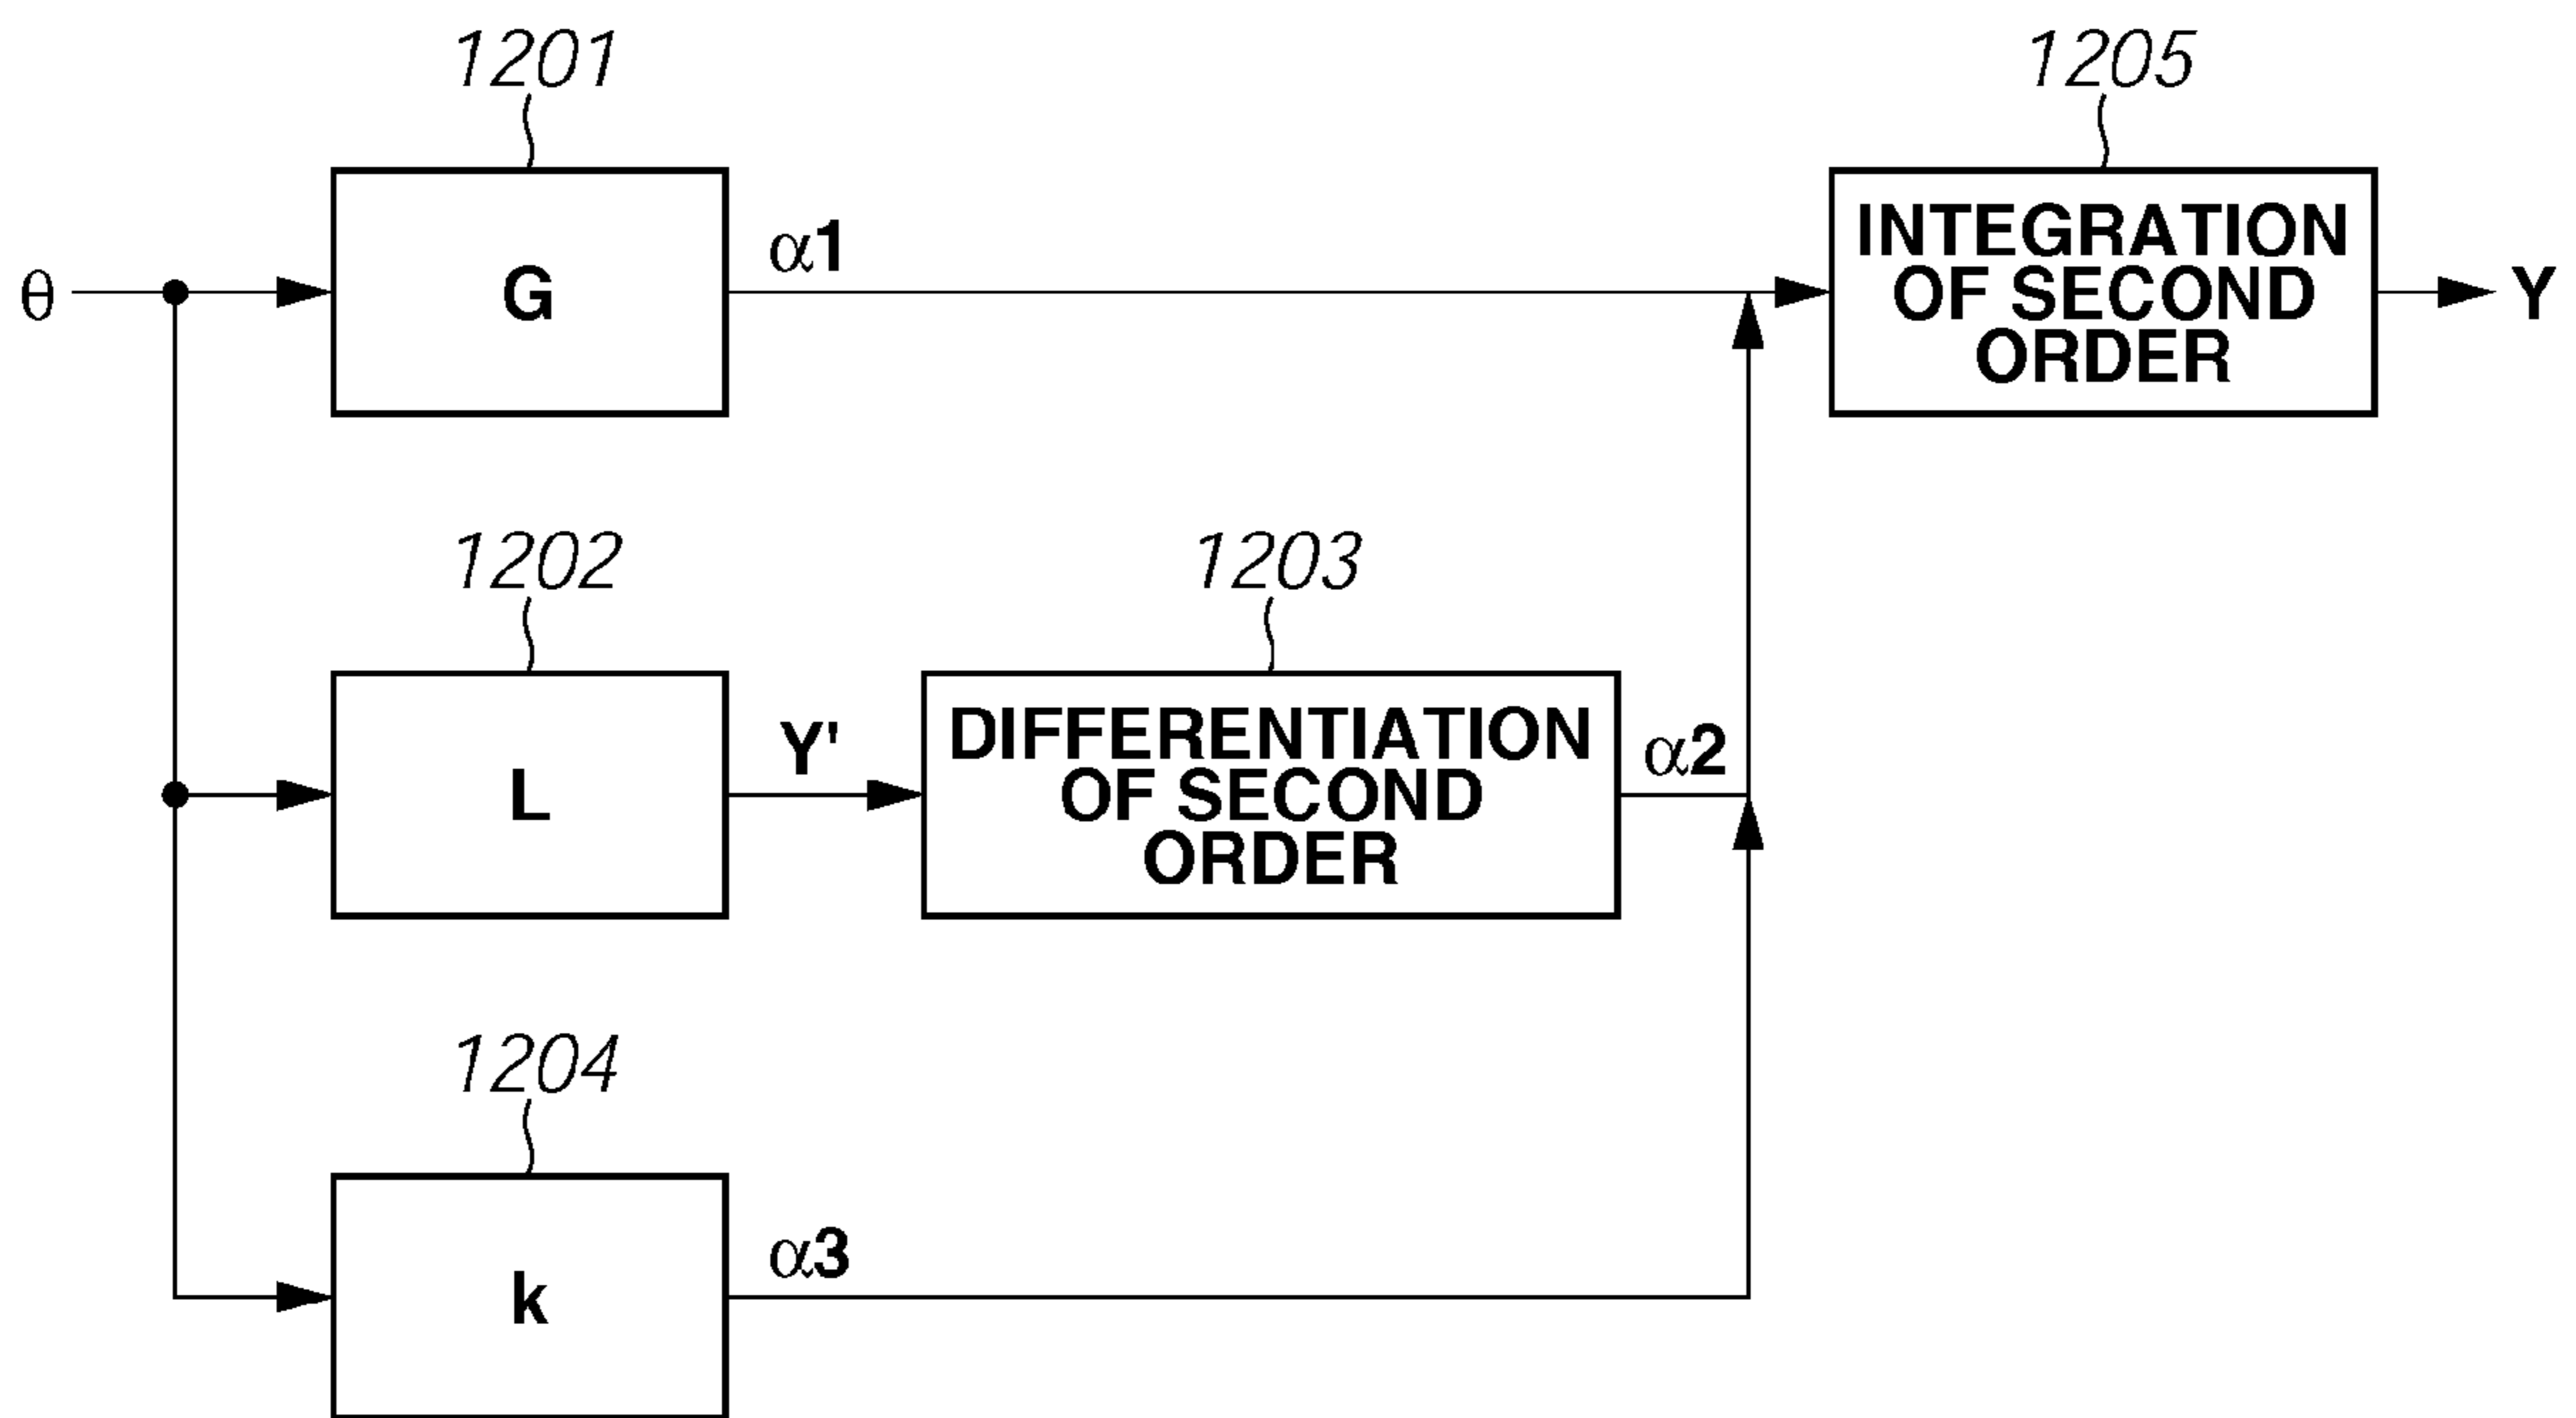 1201
1205
θ
G
α1
INTEGRATION
OF SECOND
ORDER
Y
1202
1203
L
Y'
DIFFERENTIATION
OF SECOND
ORDER
α2
1204
k
α3